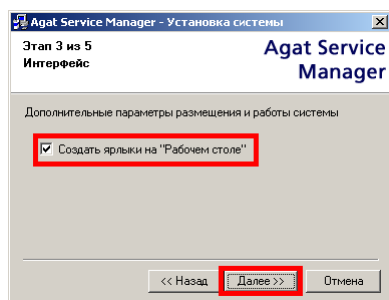 Agat Service Manager - Установка системы
Этап 3 из 5
Интерфейс
Agat Service
Manager
Дополнительные параметры размещения и работы системы
Создать ярлыки на "Рабочем столе"
<< Назад Далее >> Отмена